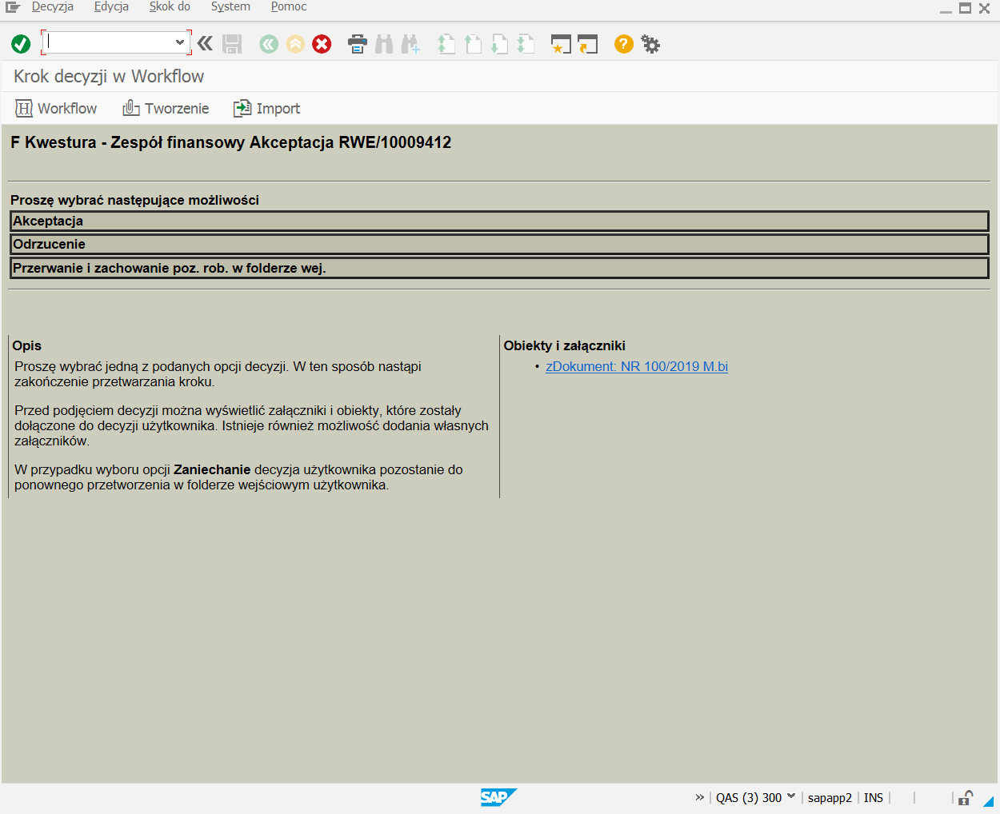 Decyzja Edycja Skok do System Pomoc
Krok decyzji w Workflow
Workflow Tworzenie Import
F Kwestura - Zespół finansowy Akceptacja RWE/10009412
Proszę wybrać następujące możliwości
Akceptacja
Odrzucenie
Przerwanie i zachowanie poz. rob. w folderze wej.
Opis
Proszę wybrać jedną z podanych opcji decyzji. W ten sposób nastąpi
zakończenie przetwarzania kroku.
Przed podjęciem decyzji można wyświetlić załączniki i obiekty, które zostały
dołączone do decyzji użytkownika. Istnieje również możliwość dodania własnych
załączników.
W przypadku wyboru opcji Zaniechanie decyzja użytkownika pozostanie do
ponownego przetworzenia w folderze wejściowym użytkownika.
Obiekty i załączniki
• zDokument: NR 100/2019 M.bi
SAP
» QAS (3) 300 sapapp2 INS